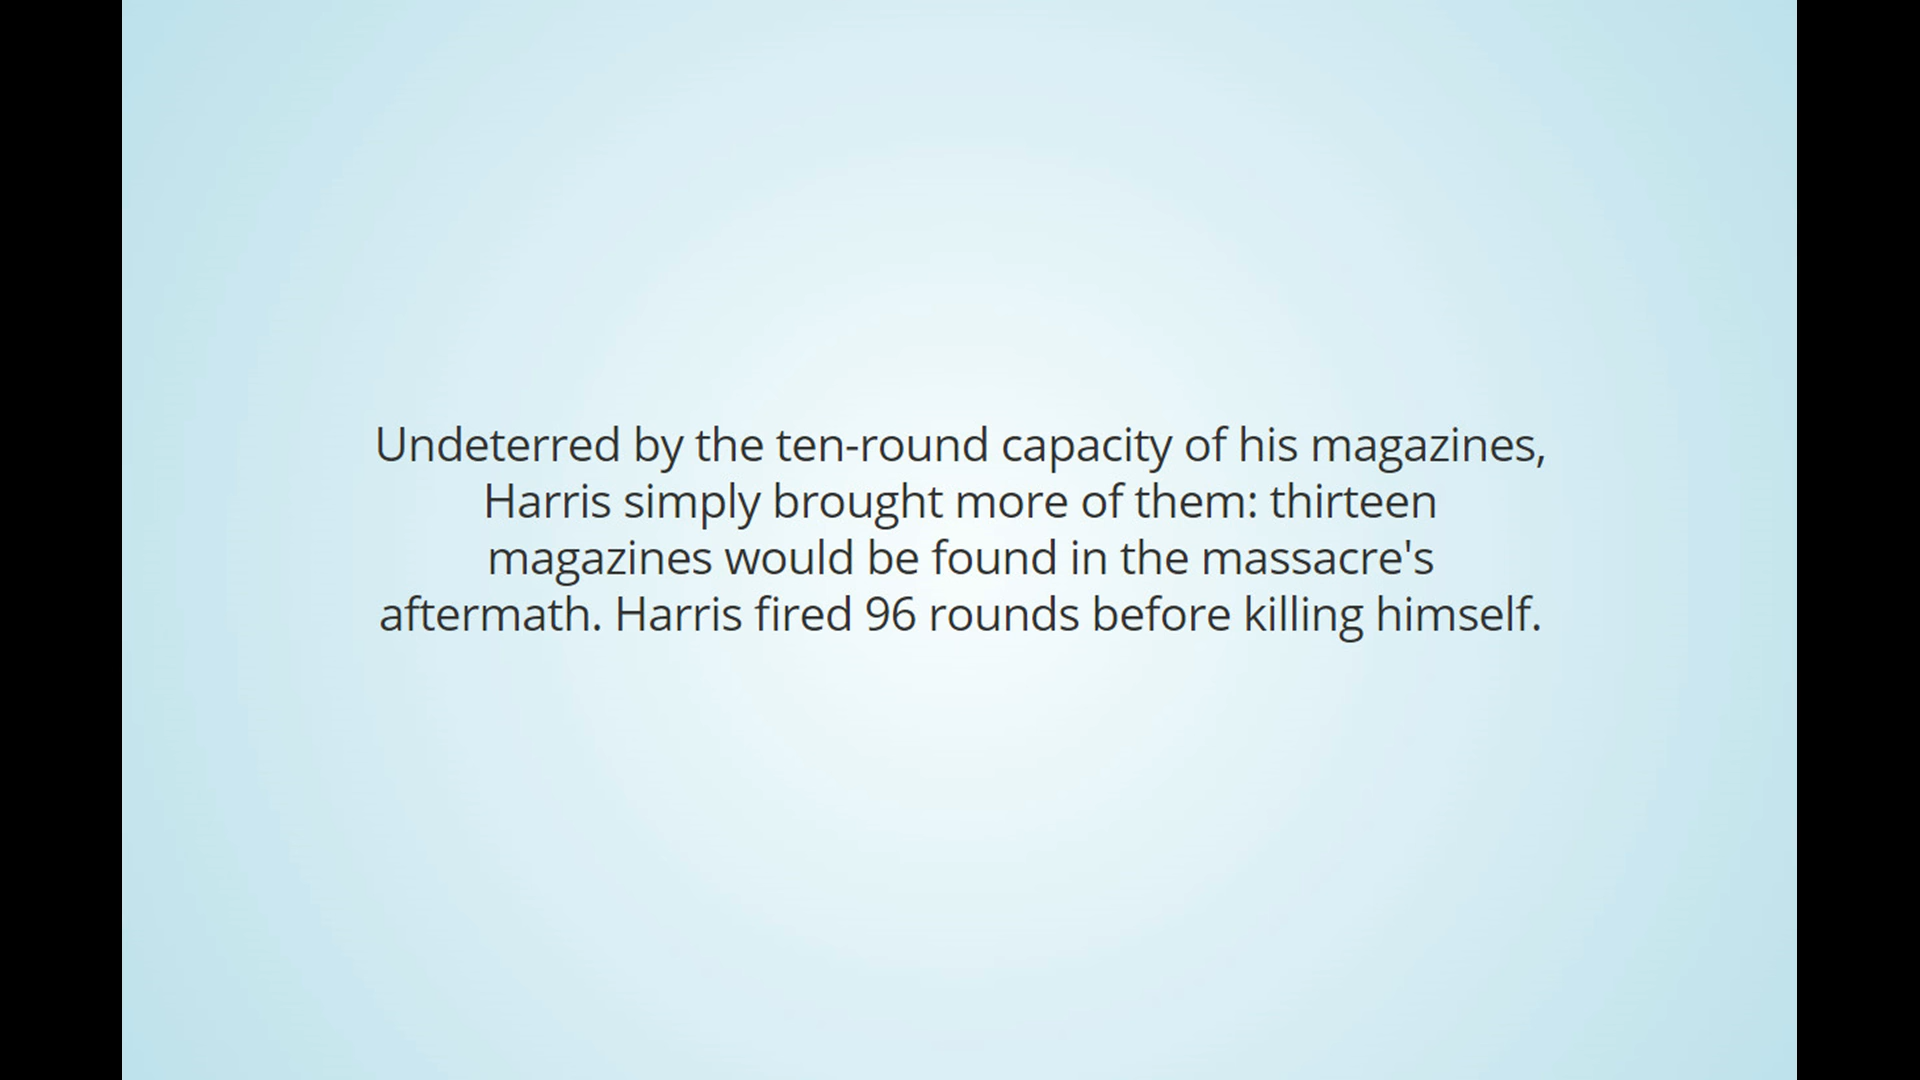 Undeterred by the ten-round capacity of his magazines,
Harris simply brought more of them: thirteen
magazines would be found in the massacre's
aftermath. Harris fired 96 rounds before killing himself.